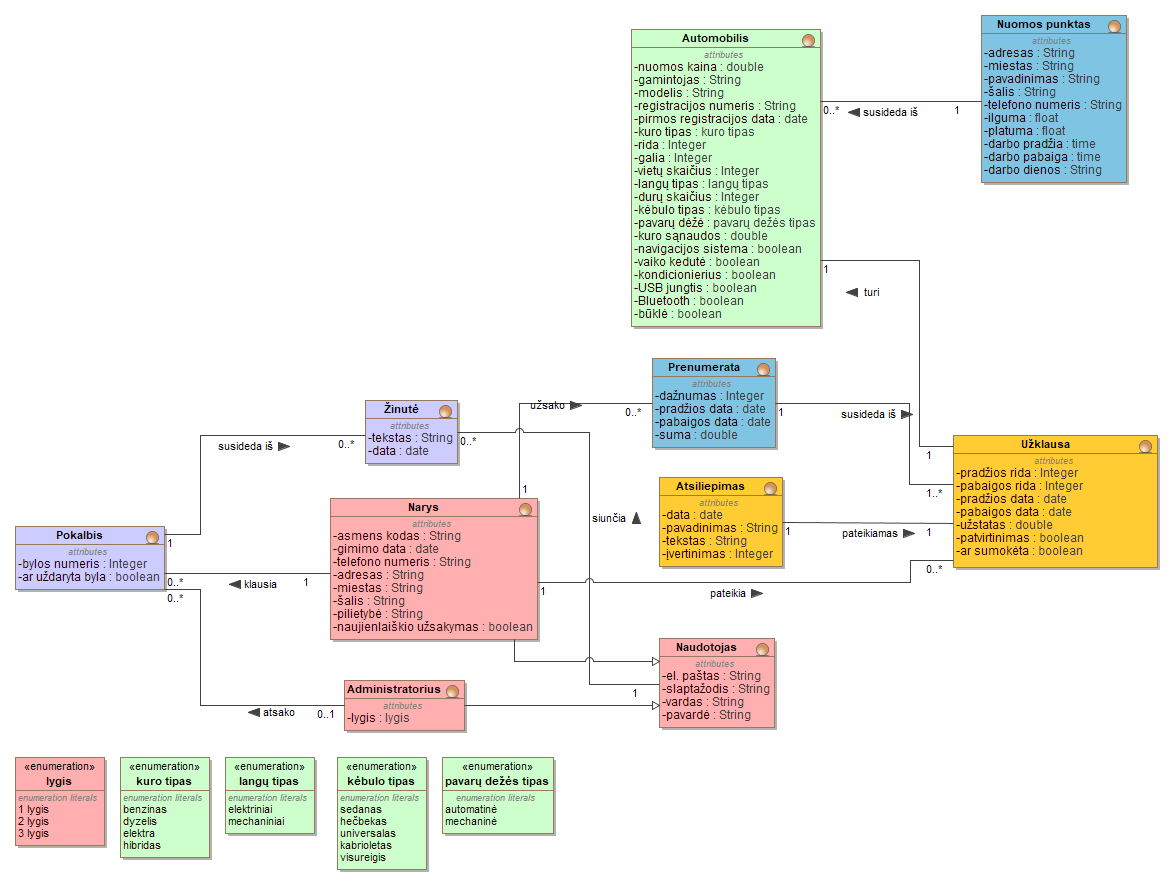 Automobilis
attributes
-nuomos kaina : double
-gamintojas : String
-modelis : String
-registracijos numeris : String
-pirmos registracijos data : date
-kuro tipas : kuro tipas
-rida : Integer
-galia : Integer
-vietų skaičius : Integer
-langų tipas : langų tipas
-durų skaičius : Integer
-kėbulo tipas : kėbulo tipas
-pavarų dėžė : pavarų dežės tipas
-kuro sąnaudos : double
-navigacijos sistema : boolean
-vaiko kedutė : boolean
-kondicionierius : boolean
-USB jungtis : boolean
-Bluetooth : boolean
-būklė : boolean
Nuomos punktas
attributes
-adresas : String
-miestas : String
-pavadinimas : String
-šalis : String
-telefono numeris : String
-ilguma : float
-platuma : float
-darbo pradžia : time
-darbo pabaiga : time
-darbo dienos : String
0..*
susideda iš
1
1
turi
Prenumerata
attributes
-dažnumas : Integer
-pradžios data : date
-pabaigos data : date
-suma : double
užsako
0..*
1
1
susideda iš
1..*
1
Žinutė
attributes
-tekstas : String
-data : date
susideda iš
0..*
0..*
Užklausa
attributes
-pradžios rida : Integer
-pabaigos rida : Integer
-pradžios data : date
-pabaigos data : date
-užstatas : double
-patvirtinimas : boolean
-ar sumokėta : boolean
Atsiliepimas
attributes
-data : date
-pavadinimas : String
-tekstas : String
-įvertinimas : Integer
siunčia
1
pateikiamas
1
Narys
attributes
-asmens kodas : String
-gimimo data : date
-telefono numeris : String
-adresas : String
-miestas : String
-šalis : String
-pilietybė : String
-naujienlaiškio užsakymas : boolean
Pokalbis
attributes
-bylos numeris : Integer
-ar uždaryta byla : boolean
1
0..*
klausia
1
0..*
1
pateikia
0..*
Naudotojas
attributes
-el. paštas : String
-slaptažodis : String
-vardas : String
-pavardė : String
1
Administratorius
attributes
-lygis : lygis
atsako
0..1
«enumeration»
lygis
enumeration literals
1 lygis
2 lygis
3 lygis
«enumeration»
kuro tipas
enumeration literals
benzinas
dyzelis
elektra
hibridas
«enumeration»
langų tipas
enumeration literals
elektriniai
mechaniniai
«enumeration»
kėbulo tipas
enumeration literals
sedanas
hečbekas
universalas
kabrioletas
visureigis
«enumeration»
pavarų dežės tipas
enumeration literals
automatinė
mechaninė